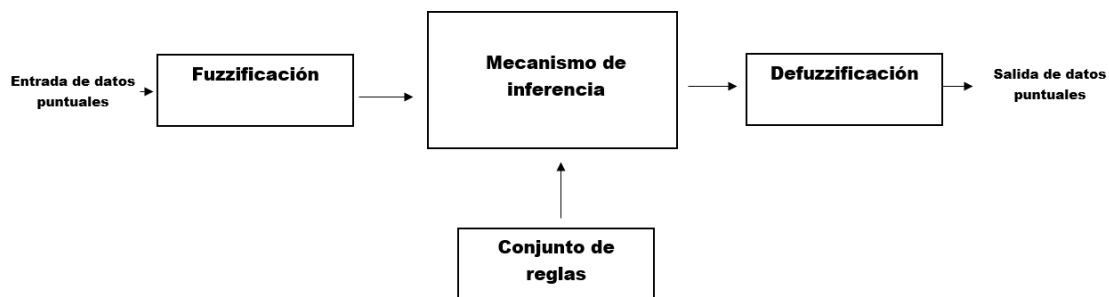 Entrada de datos
puntuales
Fuzzificación
Mecanismo de
inferencia
Defuzzificación
Salida de datos
puntuales
Conjunto de
reglas